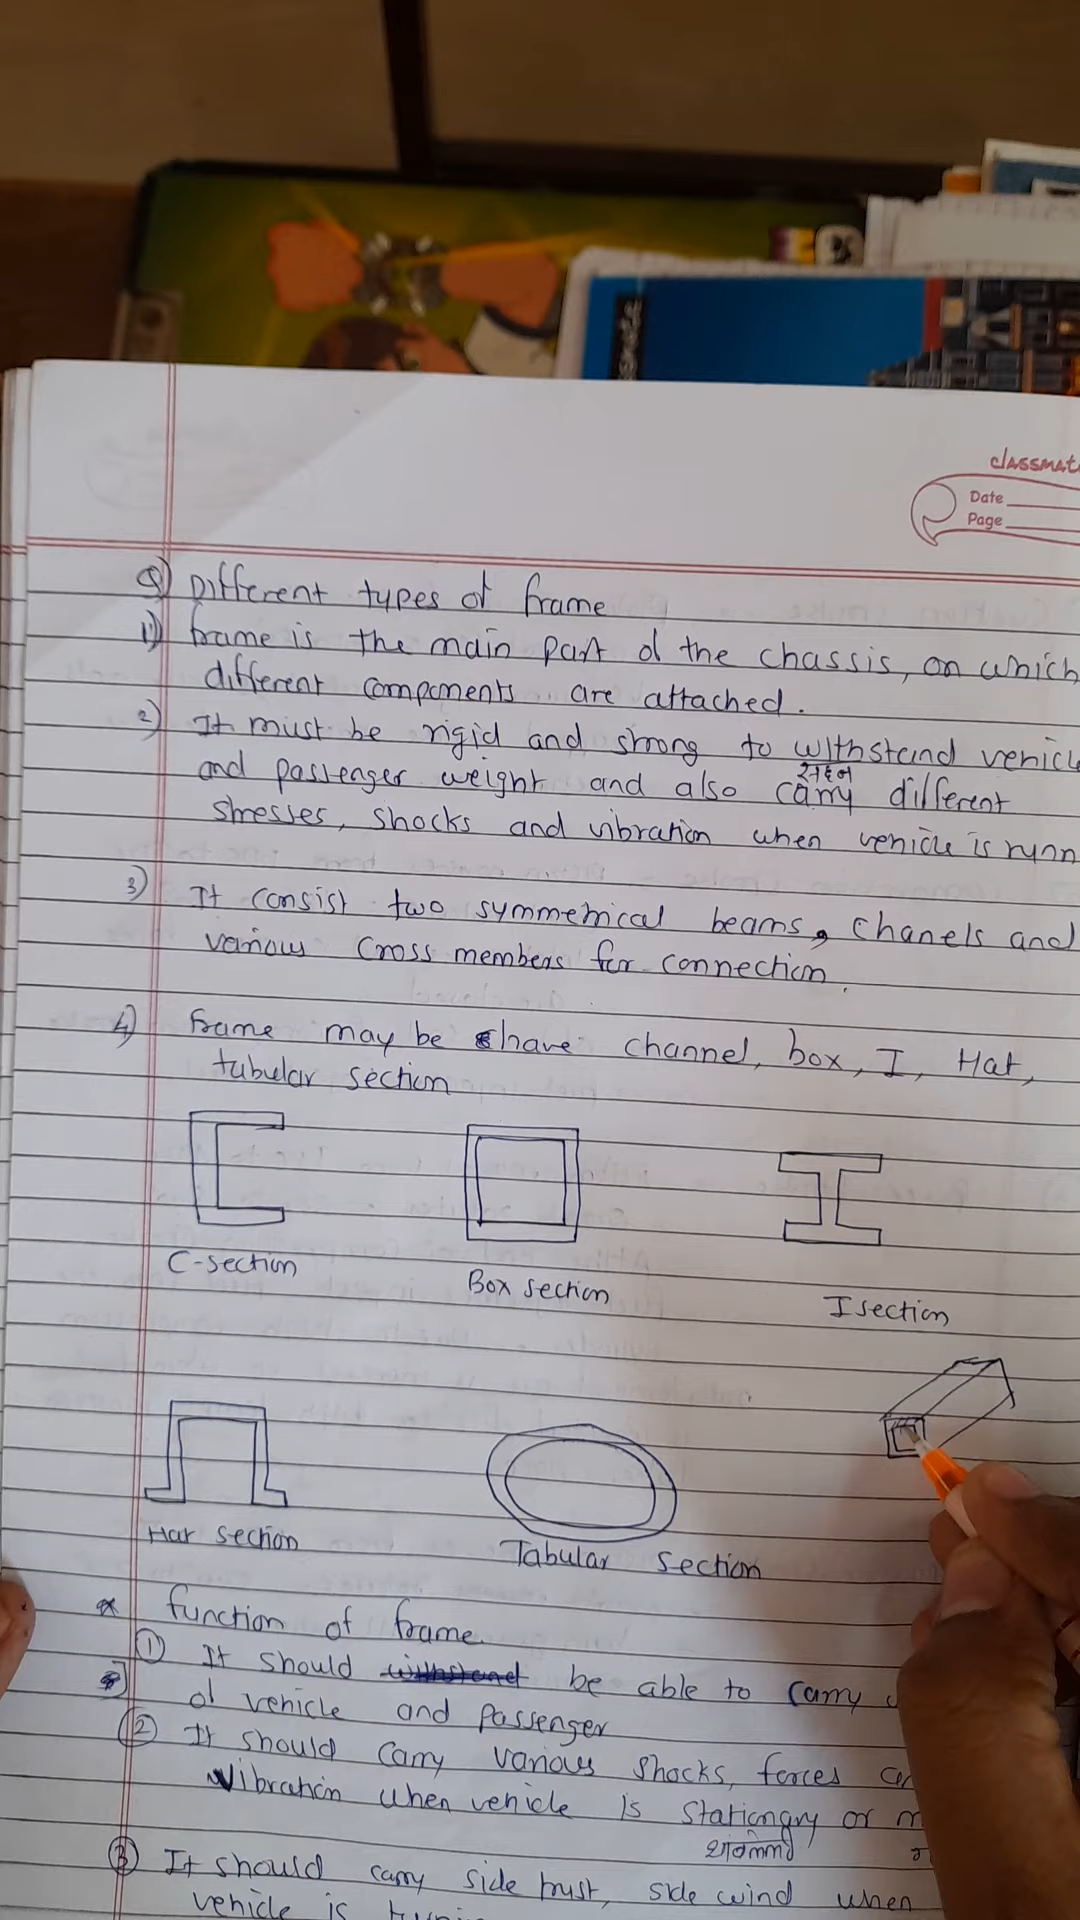 classmat
Date
Page
Q) Different types of frame
1) frame is the main part of the chassis, on which
different components are attached.
2) It must be rigid and strong to withstand vehicle
सहन
and passenger weight and also carry different
stresses, shocks and vibration when vehicle is runn
3) It consist two symmetrical beams, chanels and
various cross members for connection.
4) frame may be have channel, box, I, Hat,
tubular section
C-section
Box section
I section
Hat section
Tabular section
* function of frame.
① It should withstand be able to carry
of vehicle and passenger
② It should carry various shocks, forces
vibration when vehicle is stationary or m
थांबलेली
③ It should carry side trust, side wind when
vehicle is